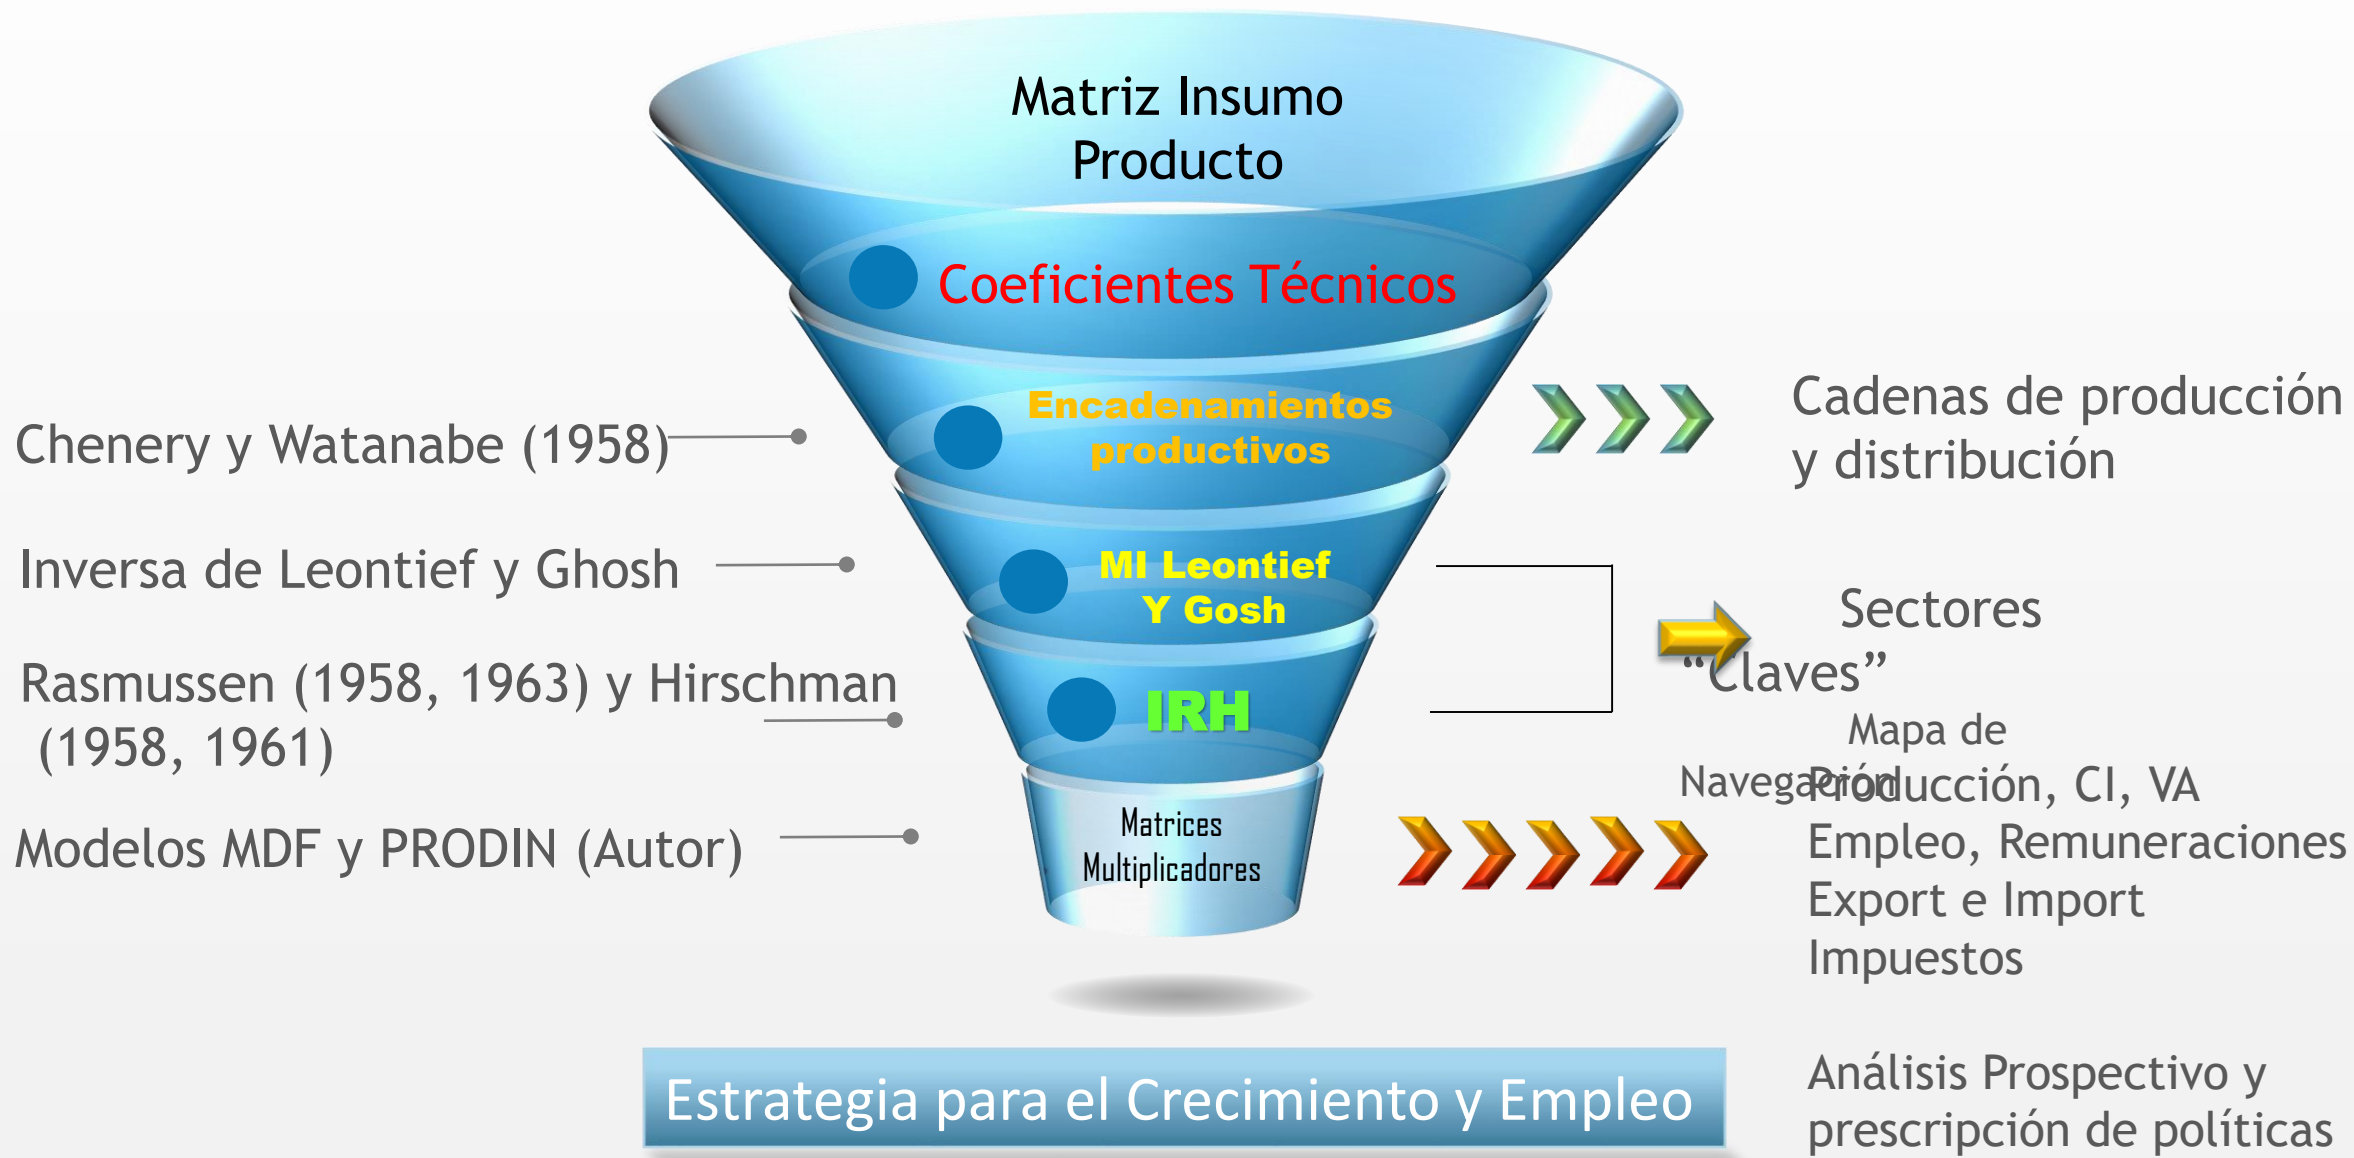 Matriz Insumo
Producto
Coeficientes Técnicos
Encadenamientos
productivos
MI Leontief
Y Gosh
IRH
Matrices
Multiplicadores
Chenery y Watanabe (1958)
Inversa de Leontief y Ghosh
Rasmussen (1958, 1963) y Hirschman
(1958, 1961)
Modelos MDF y PRODIN (Autor)
Cadenas de producción
y distribución
Sectores
“Claves”
Mapa de
Navegación
Producción, CI, VA
Empleo, Remuneraciones
Export e Import
Impuestos
Análisis Prospectivo y
prescripción de políticas
Estrategia para el Crecimiento y Empleo